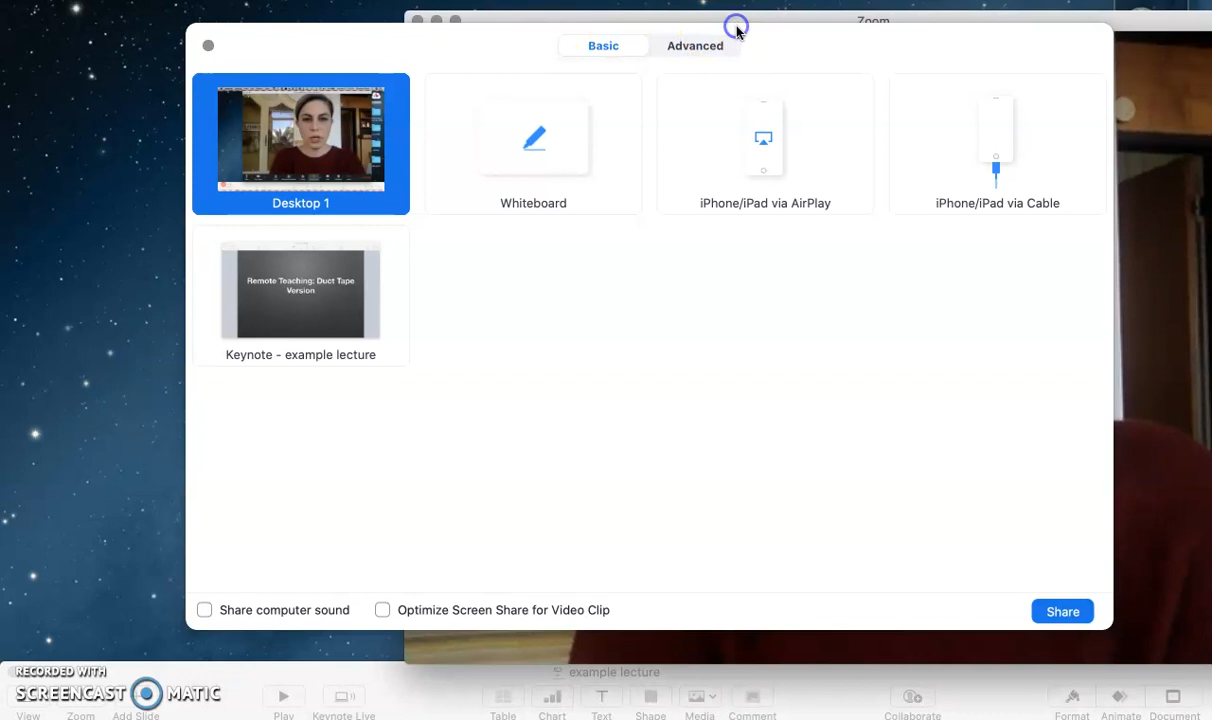 Zoom
Basic Advanced
Desktop 1
Whiteboard
iPhone/iPad via AirPlay
iPhone/iPad via Cable
Remote Teaching: Duct Tape
Version
Keynote - example lecture
Share computer sound
Optimize Screen Share for Video Clip
Share
example lecture
RECORDED WITH
SCREENCAST MATIC
View Zoom Add Slide Play Keynote Live Table Chart Text Shape Media Comment Collaborate Format Animate Document